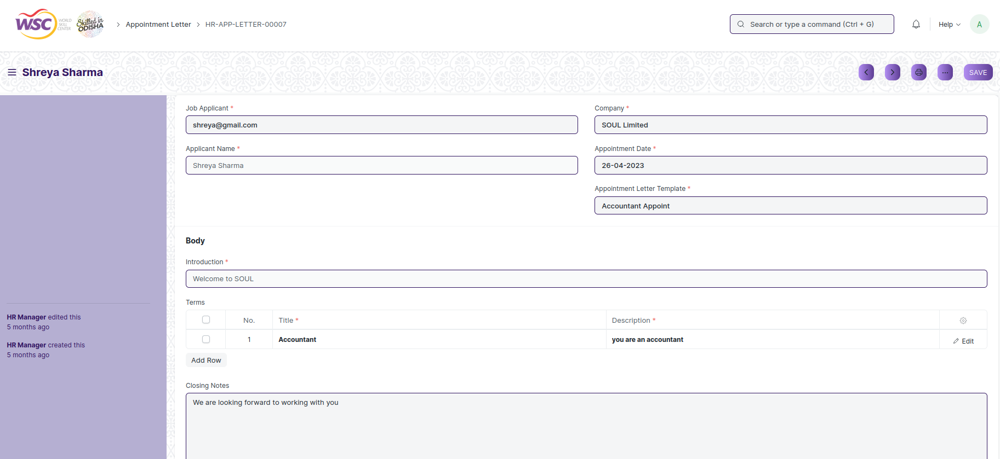 WSC WORLD SKILL CENTER
Skilled in ODISHA
Appointment Letter
HR-APP-LETTER-00007
Search or type a command (Ctrl + G)
Help
A
Shreya Sharma
...
SAVE
Job Applicant *
shreya@gmail.com
Company *
SOUL Limited
Applicant Name *
Shreya Sharma
Appointment Date *
26-04-2023
Appointment Letter Template *
Accountant Appoint
Body
Introduction *
Welcome to SOUL
Terms
No. Title * Description *
1 Accountant you are an accountant Edit
Add Row
Closing Notes
We are looking forward to working with you
HR Manager edited this
5 months ago
HR Manager created this
5 months ago